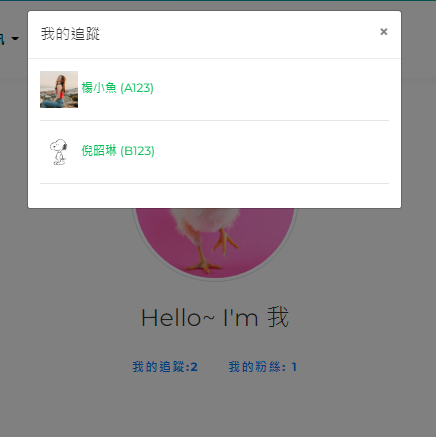 我的追蹤
×
楊小魚 (A123)
倪昭琳 (B123)
Hello~ I'm 我
我的追蹤:2 我的粉絲: 1